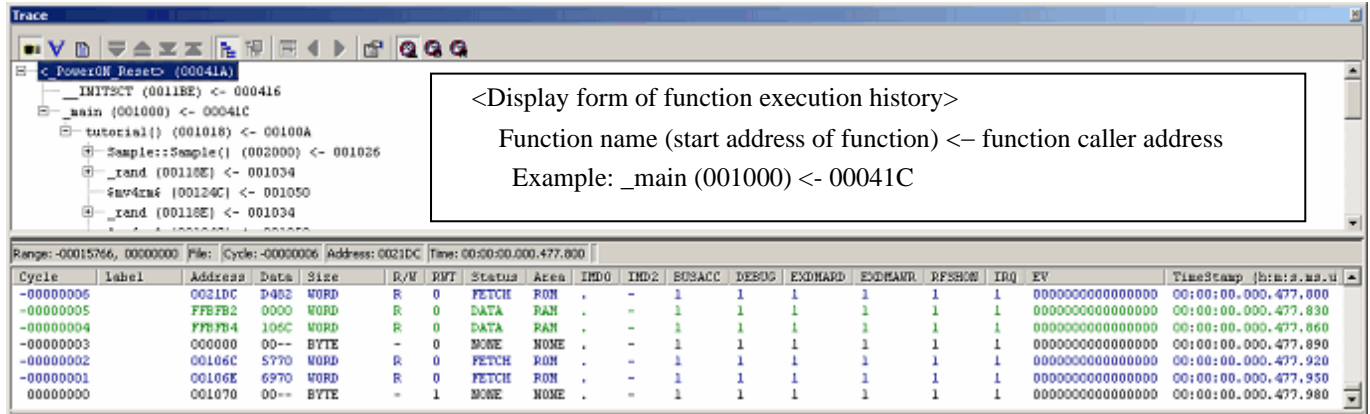 Trace
<_PowerON_Reset> (00041A)
__INITSCT (0011BE) <- 000416
_main (001000) <- 00041C
tutorial() (001018) <- 00100A
Sample::Sample() (002000) <- 001026
_rand (00118E) <- 001034
$mv4rm$ (00124C) <- 001050
_rand (00118E) <- 001034
<Display form of function execution history>
Function name (start address of function) <– function caller address
Example: _main (001000) <- 00041C
Range: -00015766, 00000000 File: Cycle: -00000006 Address: 0021DC Time: 00:00:00.000.477.800
Cycle Label Address Data Size R/W RWT Status Area IMD0 IMD2 BUSACC DEBUG EXDMARD EXDMAWR RFSHON IRQ EV TimeStamp (h:m:s.ms.u
-00000006 0021DC D482 WORD R 0 FETCH ROM . - 1 1 1 1 1 1 0000000000000000 00:00:00.000.477.800
-00000005 FFBFB2 0000 WORD R 0 DATA RAM . - 1 1 1 1 1 1 0000000000000000 00:00:00.000.477.830
-00000004 FFBFB4 106C WORD R 0 DATA RAM . - 1 1 1 1 1 1 0000000000000000 00:00:00.000.477.860
-00000003 000000 00-- BYTE - 0 NONE NONE . - 1 1 1 1 1 1 0000000000000000 00:00:00.000.477.890
-00000002 00106C 5770 WORD R 0 FETCH ROM . - 1 1 1 1 1 1 0000000000000000 00:00:00.000.477.920
-00000001 00106E 6970 WORD R 0 FETCH ROM . - 1 1 1 1 1 1 0000000000000000 00:00:00.000.477.950
00000000 001070 00-- BYTE - 1 NONE NONE . - 1 1 1 1 1 1 0000000000000000 00:00:00.000.477.980